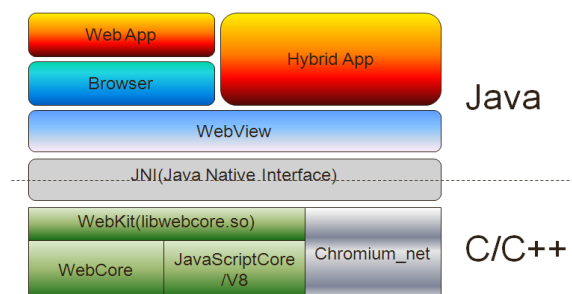 Web App
Hybrid App
Browser
Java
WebView
JNI(Java Native Interface)
WebKit(libwebcore.so)
C/C++
Chromium_net
WebCore
JavaScriptCore
/V8